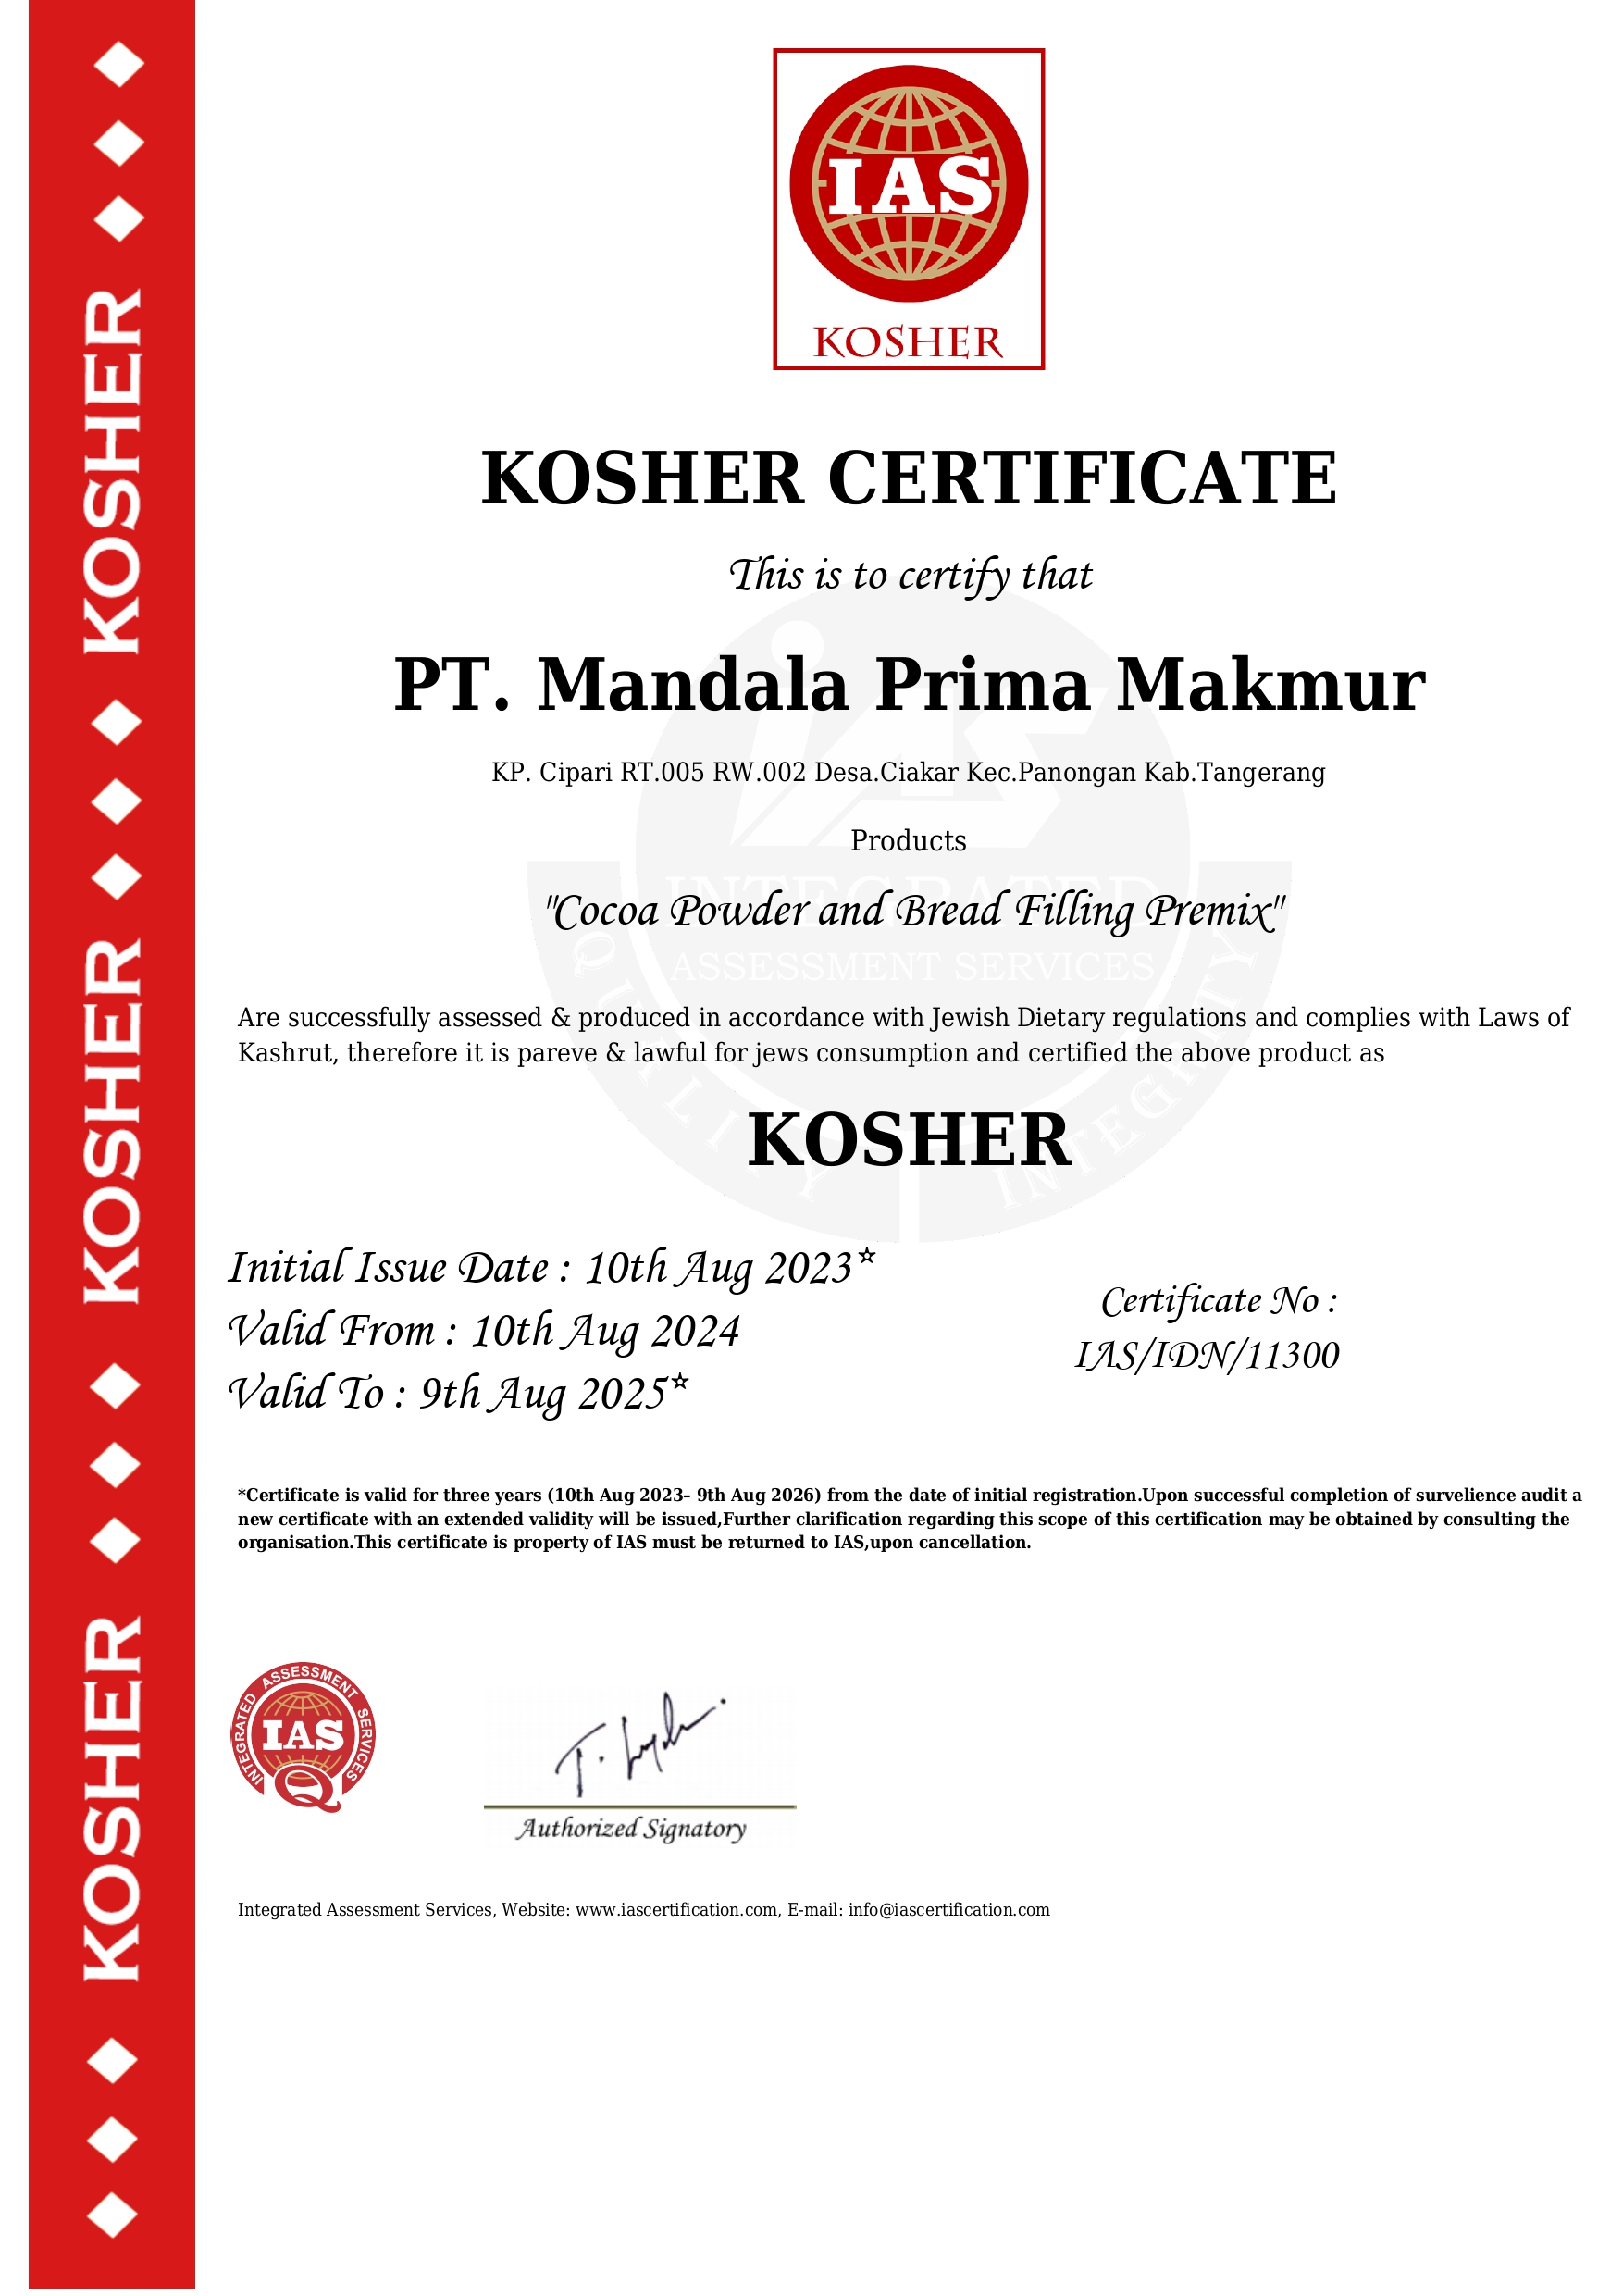 IAS
KOSHER
KOSHER CERTIFICATE
This is to certify that
PT. Mandala Prima Makmur
KP. Cipari RT.005 RW.002 Desa.Ciakar Kec.Panongan Kab.Tangerang
Products
"Cocoa Powder and Bread Filling Premix"
Are successfully assessed & produced in accordance with Jewish Dietary regulations and complies with Laws of
Kashrut, therefore it is pareve & lawful for jews consumption and certified the above product as
KOSHER
Initial Issue Date : 10th Aug 2023*
Valid From : 10th Aug 2024
Valid To : 9th Aug 2025*
Certificate No :
IAS/IDN/11300
*Certificate is valid for three years (10th Aug 2023– 9th Aug 2026) from the date of initial registration.Upon successful completion of survelience audit a
new certificate with an extended validity will be issued,Further clarification regarding this scope of this certification may be obtained by consulting the
organisation.This certificate is property of IAS must be returned to IAS,upon cancellation.
INTEGRATED ASSESSMENT SERVICES
IAS
Q
Authorized Signatory
Integrated Assessment Services, Website: www.iascertification.com, E-mail: info@iascertification.com
KOSHER
KOSHER
KOSHER
IAS
INTEGRATED
ASSESSMENT SERVICES
QUALITY
INTEGRITY